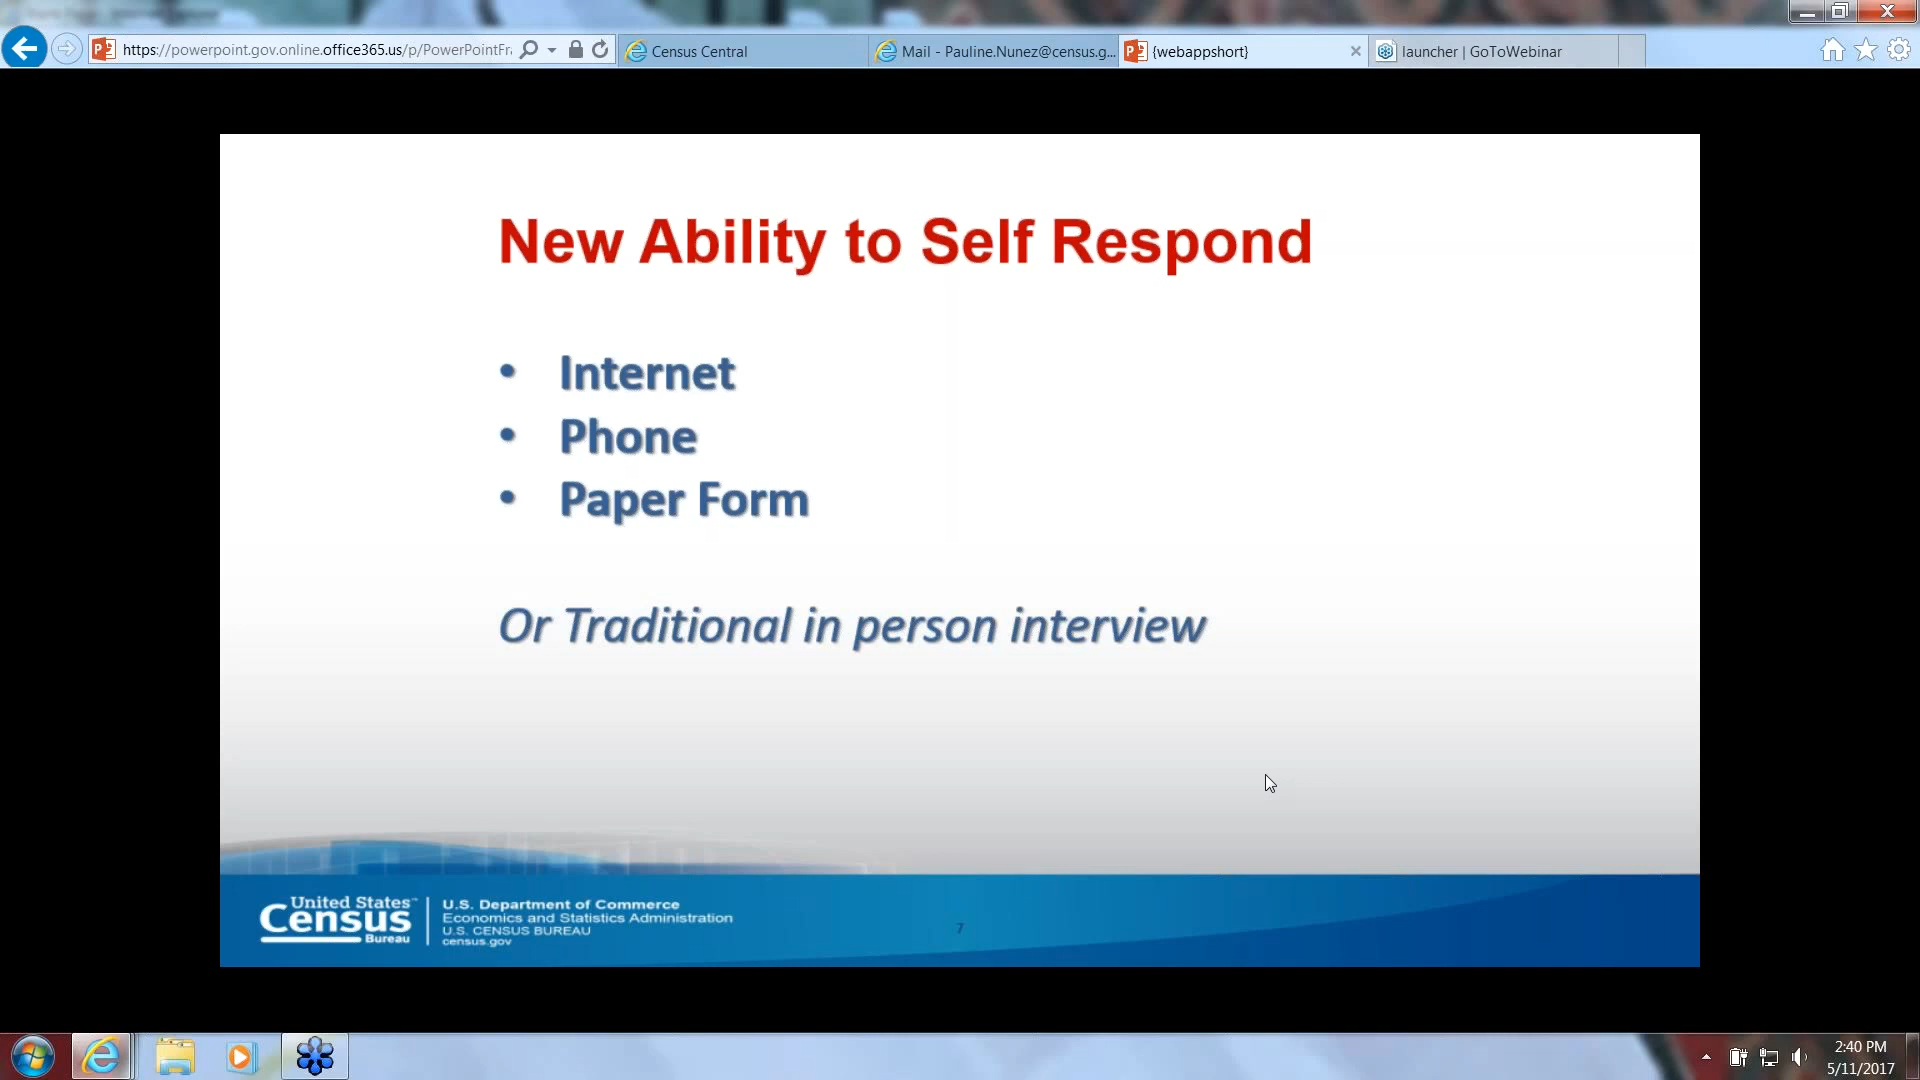 https://powerpoint.gov.online.office365.us/p/PowerPointFra
Census Central
Mail - Pauline.Nunez@census.g...
{webappshort}
launcher | GoToWebinar
New Ability to Self Respond
• Internet
• Phone
• Paper Form
Or Traditional in person interview
United States™
Census
Bureau
U.S. Department of Commerce
Economics and Statistics Administration
U.S. CENSUS BUREAU
census.gov
7
2:40 PM
5/11/2017